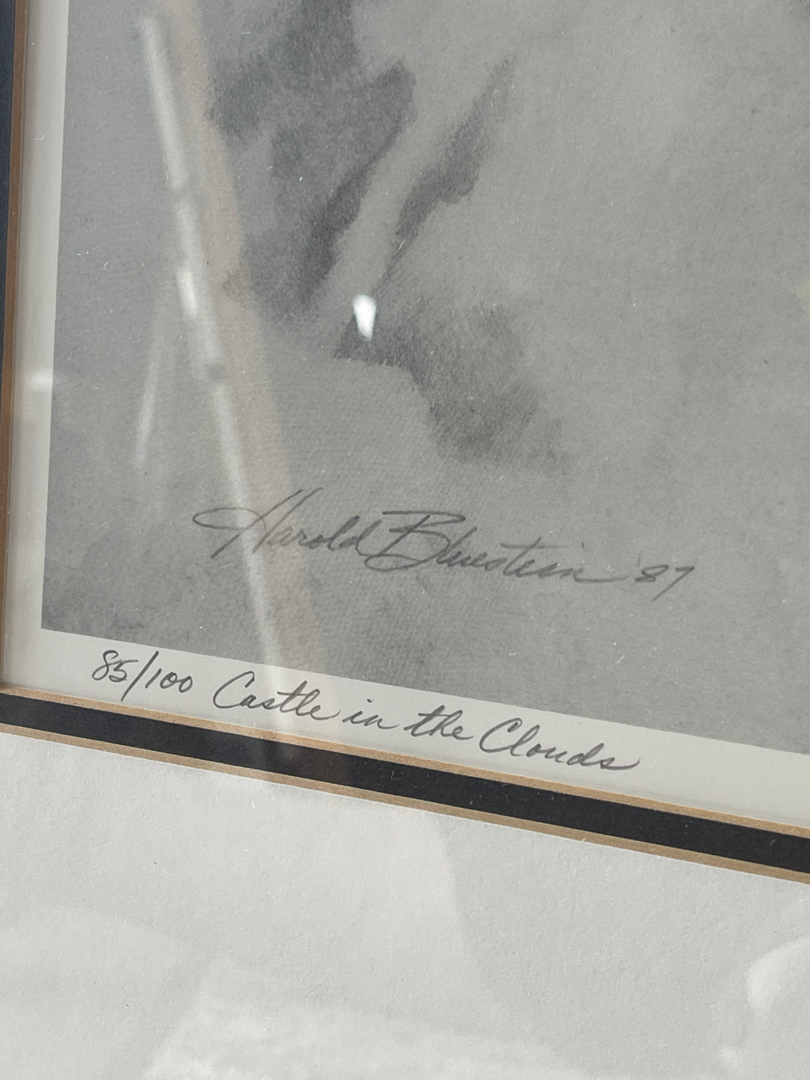 Harold Bluestein '87
85/100 Castle in the Clouds